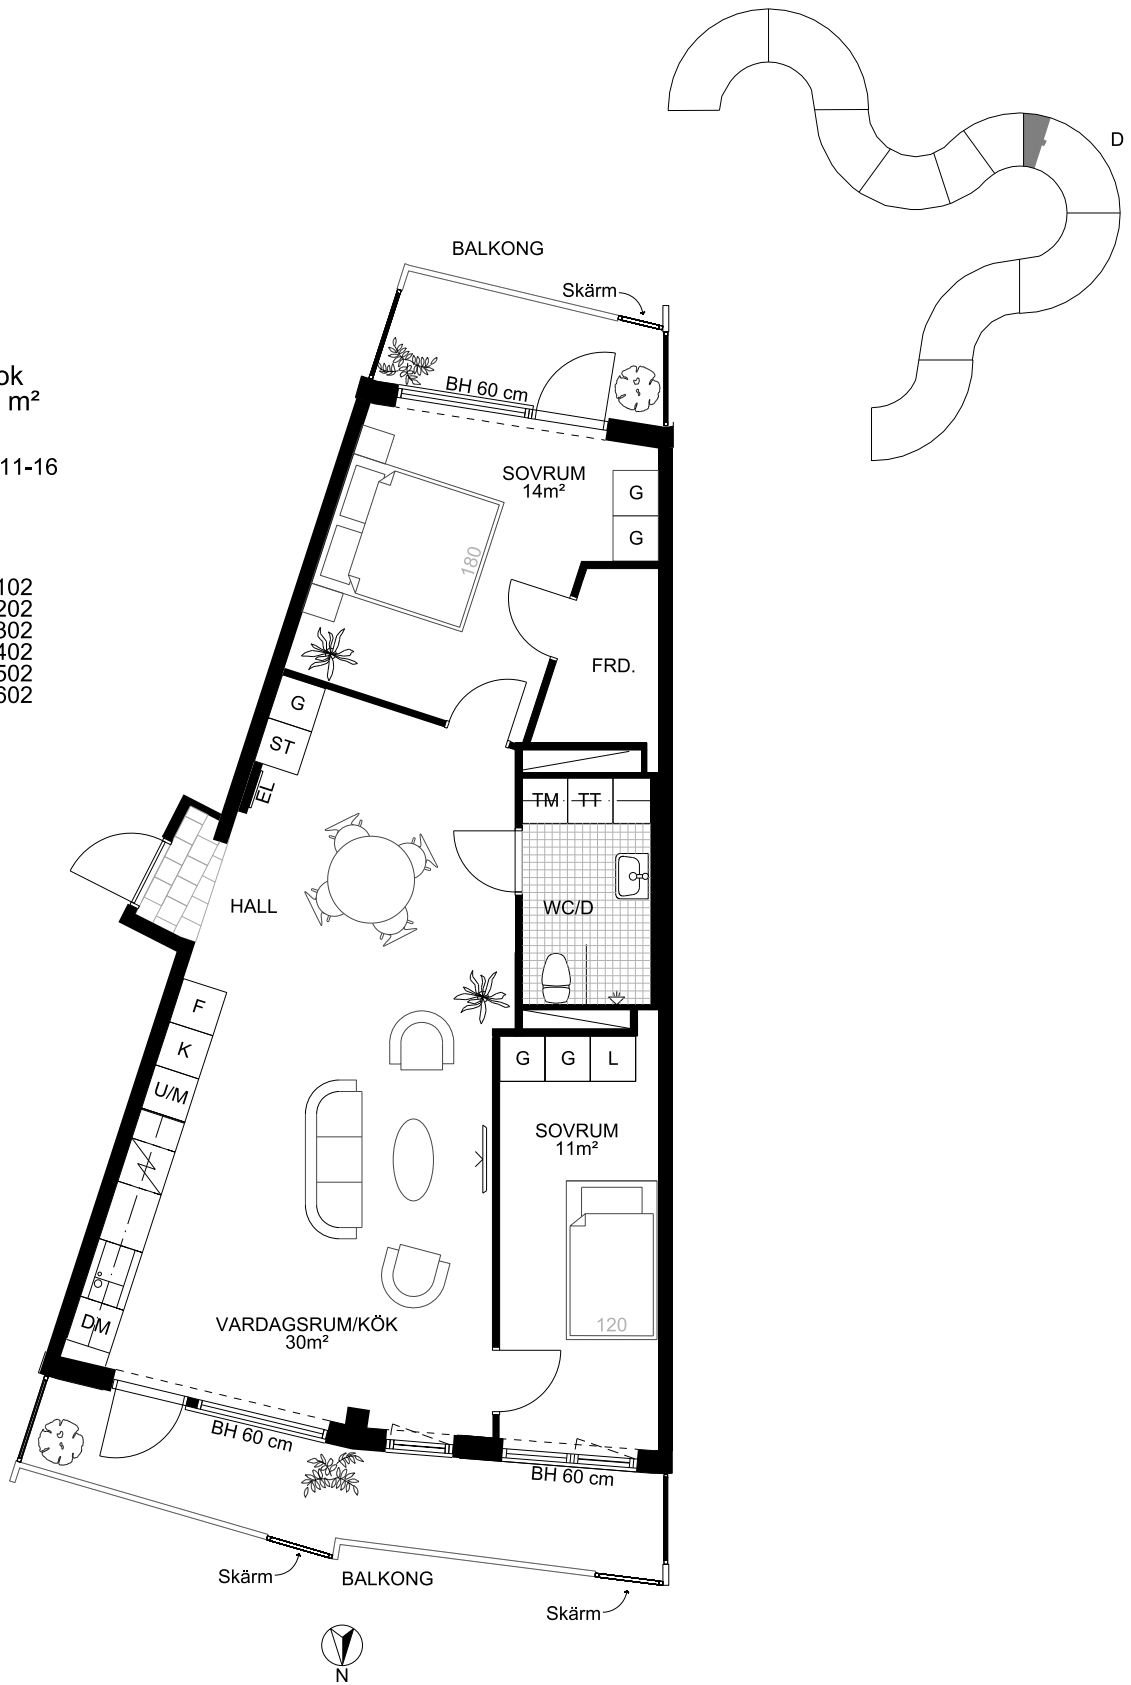 D
BALKONG
Skärm
BH 60 cm
ok
m²
11-16
SOVRUM
14m²
G
G
180
102
202
302
402
502
602
FRD.
G
ST
EL
TM
TT
HALL
WC/D
F
K
U/M
G
G
L
SOVRUM
11m²
VARDAGSRUM/KÖK
30m²
120
DM
BH 60 cm
BH 60 cm
Skärm
BALKONG
Skärm
N